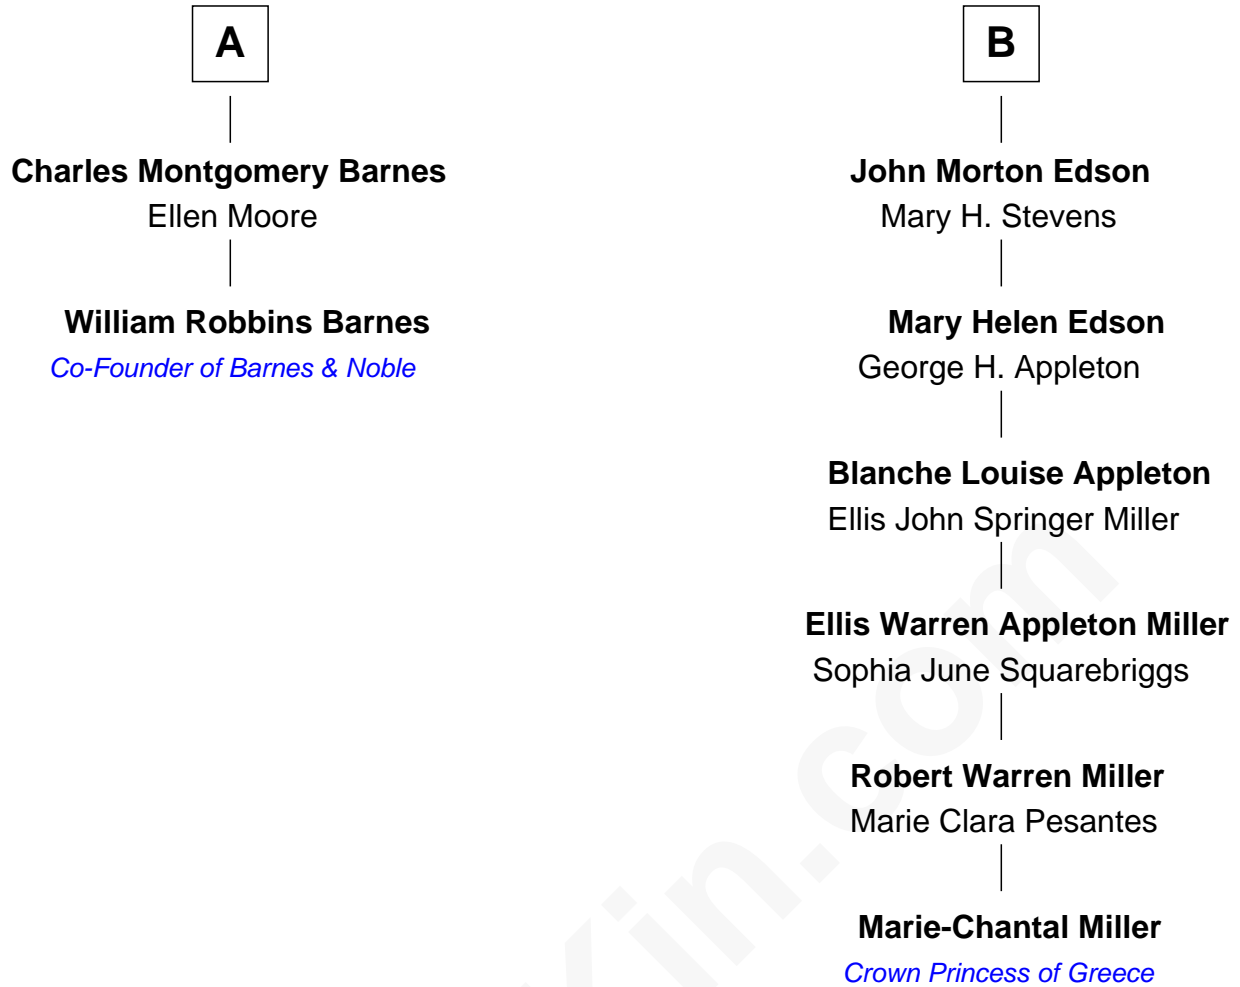 A
Charles Montgomery Barnes
Ellen Moore
William Robbins Barnes
Co-Founder of Barnes & Noble
B
John Morton Edson
Mary H. Stevens
Mary Helen Edson
George H. Appleton
Blanche Louise Appleton
Ellis John Springer Miller
Ellis Warren Appleton Miller
Sophia June Squarebriggs
Robert Warren Miller
Marie Clara Pesantes
Marie-Chantal Miller
Crown Princess of Greece
Kin.com